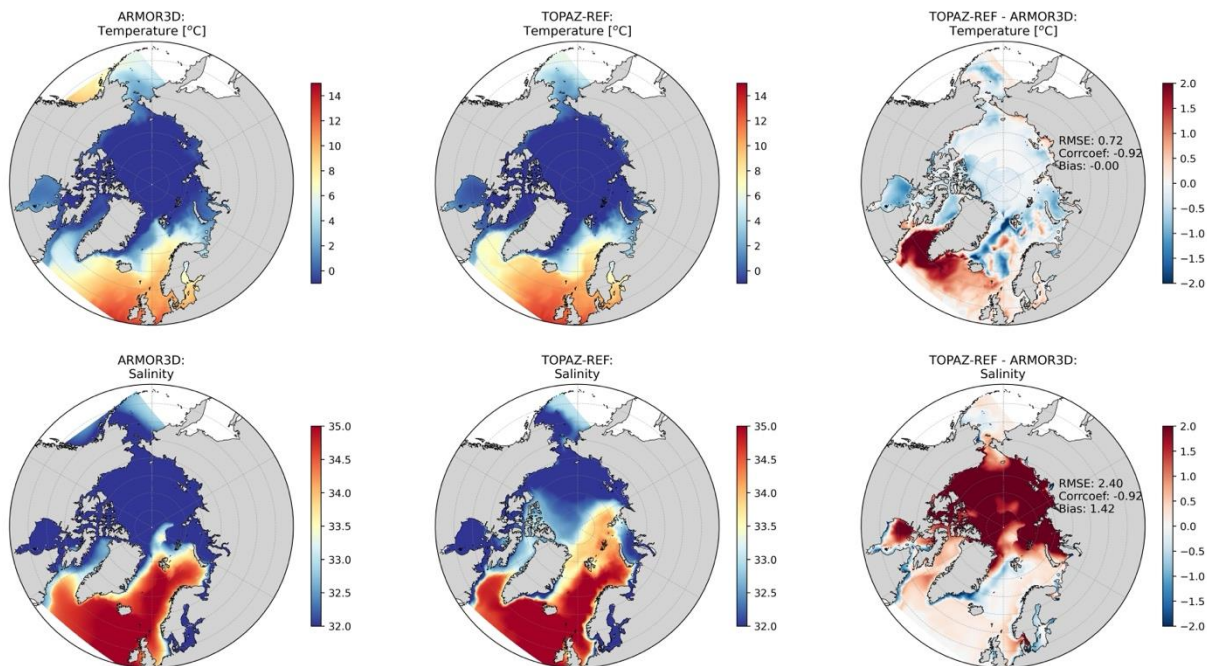 ARMOR3D:
Temperature [°C]
14
12
10
8
6
4
2
0
TOPAZ-REF:
Temperature [°C]
14
12
10
8
6
4
2
0
TOPAZ-REF - ARMOR3D:
Temperature [°C]
RMSE: 0.72
Corrcoef: -0.92
Bias: -0.00
2.0
1.5
1.0
0.5
0.0
−0.5
−1.0
−1.5
−2.0
ARMOR3D:
Salinity
35.0
34.5
34.0
33.5
33.0
32.5
32.0
TOPAZ-REF:
Salinity
35.0
34.5
34.0
33.5
33.0
32.5
32.0
TOPAZ-REF - ARMOR3D:
Salinity
RMSE: 2.40
Corrcoef: -0.92
Bias: 1.42
2.0
1.5
1.0
0.5
0.0
−0.5
−1.0
−1.5
−2.0